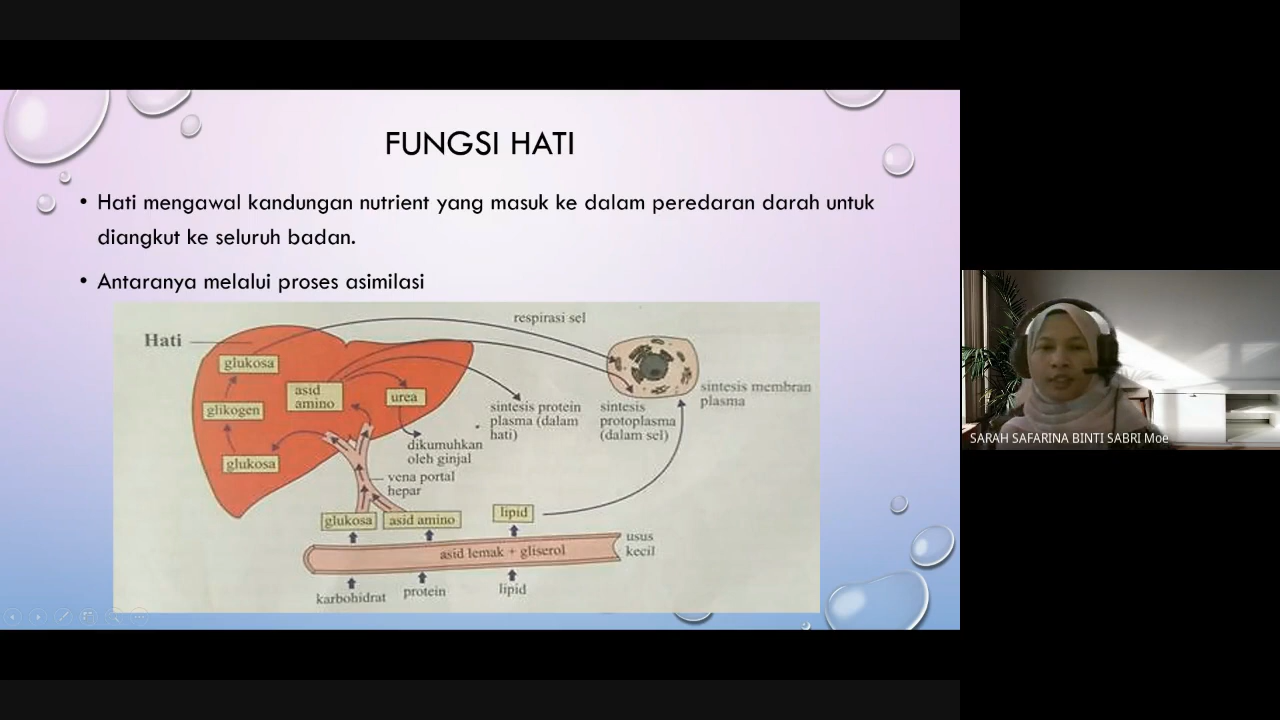 FUNGSI HATI
• Hati mengawal kandungan nutrient yang masuk ke dalam peredaran darah untuk
diangkut ke seluruh badan.
• Antaranya melalui proses asimilasi
respirasi sel
Hati
glukosa
asid
amino
urea
glikogen
glukosa
sintesis protein
plasma (dalam
hati)
sintesis
protoplasma
(dalam sel)
sintesis membran
plasma
dikumuhkan
oleh ginjal
vena portal
hepar
glukosa
asid amino
lipid
asid lemak + gliserol
usus
kecil
karbohidrat
protein
lipid
SARAH SAFARINA BINTI SABRI Moe